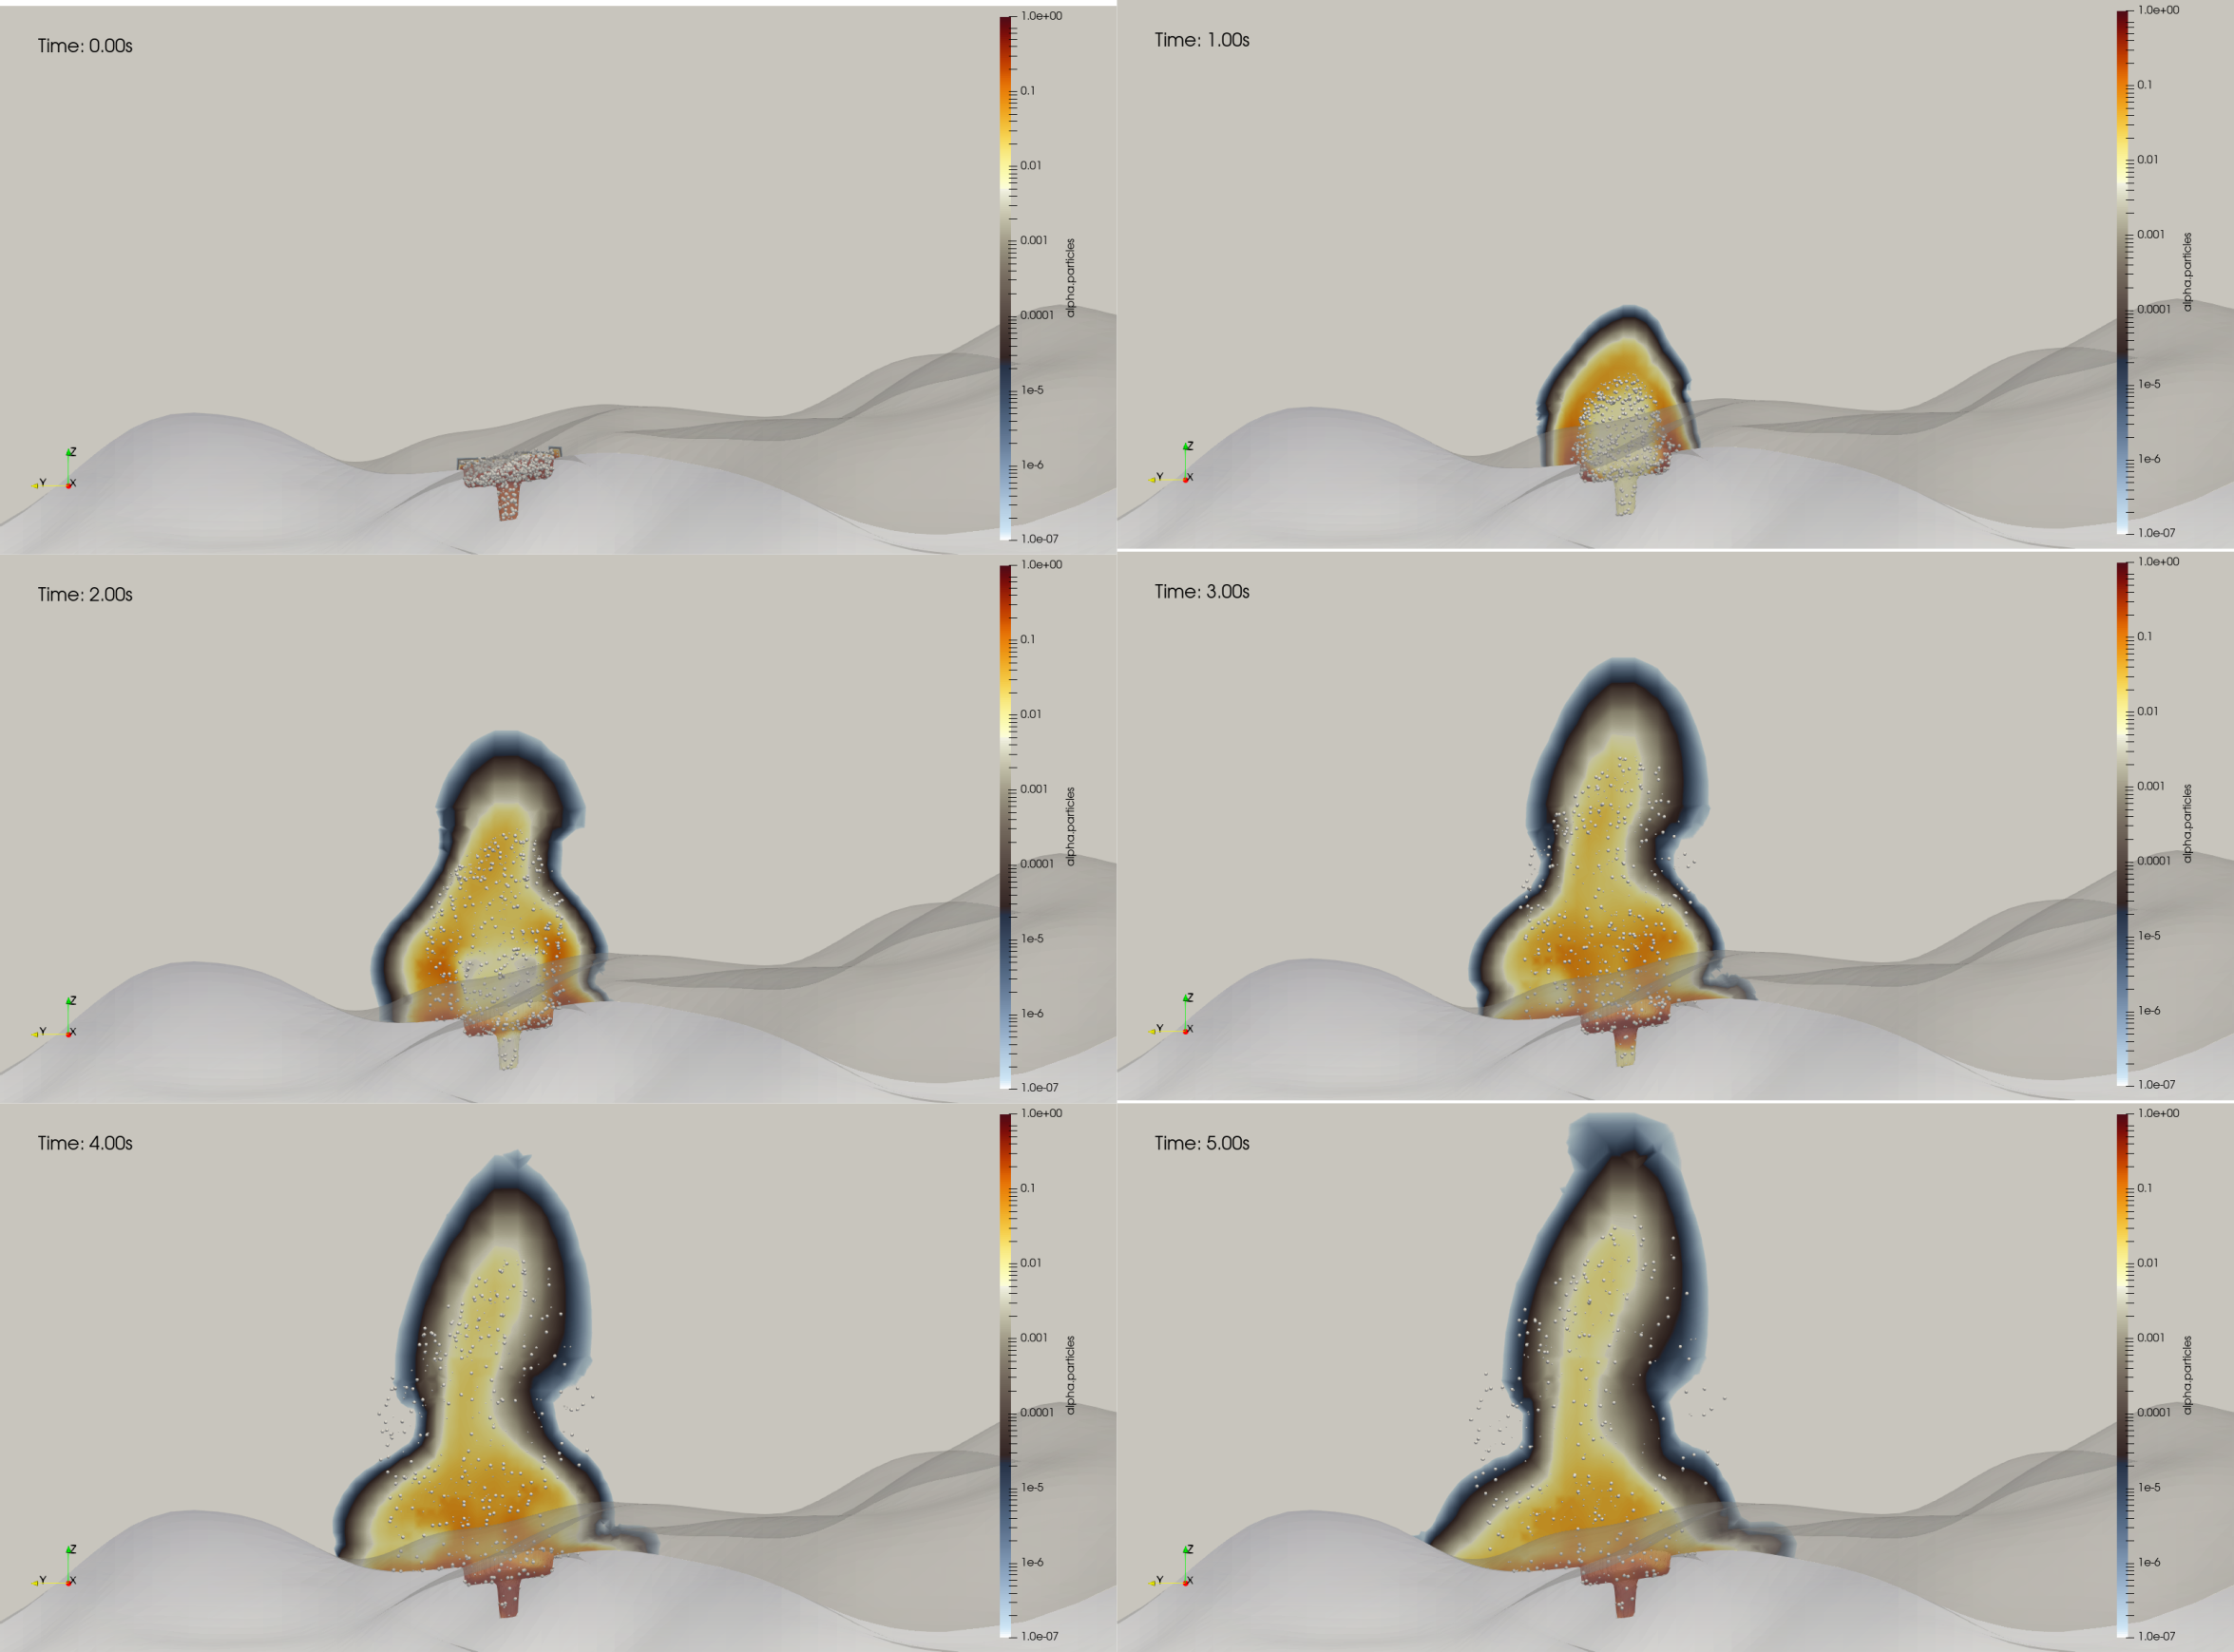 Time: 0.00s
1.0e+00
0.1
0.01
0.001
0.0001
1e-5
1e-6
1.0e-07
alpha.particles
Z
Y
X
Time: 1.00s
1.0e+00
0.1
0.01
0.001
0.0001
1e-5
1e-6
1.0e-07
alpha.particles
Z
Y
X
Time: 2.00s
1.0e+00
0.1
0.01
0.001
0.0001
1e-5
1e-6
1.0e-07
alpha.particles
Z
Y
X
Time: 3.00s
1.0e+00
0.1
0.01
0.001
0.0001
1e-5
1e-6
1.0e-07
alpha.particles
Z
Y
X
Time: 4.00s
1.0e+00
0.1
0.01
0.001
0.0001
1e-5
1e-6
1.0e-07
alpha.particles
Z
Y
X
Time: 5.00s
1.0e+00
0.1
0.01
0.001
0.0001
1e-5
1e-6
1.0e-07
alpha.particles
Z
Y
X